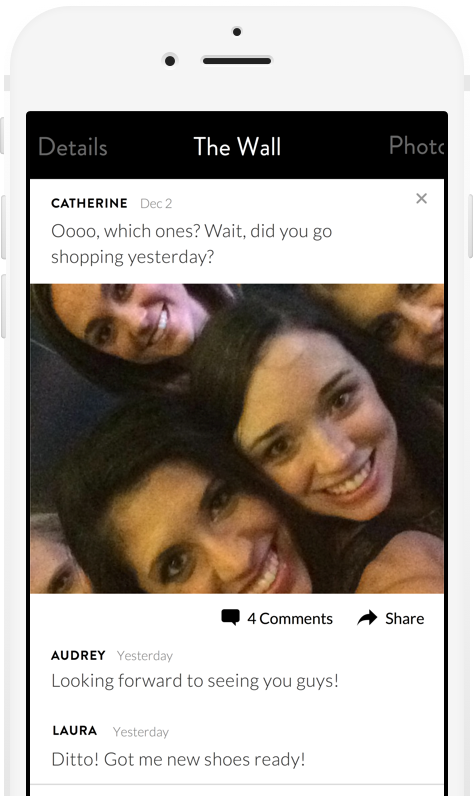 Details The Wall Photo
CATHERINE Dec 2
Oooo, which ones? Wait, did you go
shopping yesterday?
4 Comments Share
AUDREY Yesterday
Looking forward to seeing you guys!
LAURA Yesterday
Ditto! Got me new shoes ready!